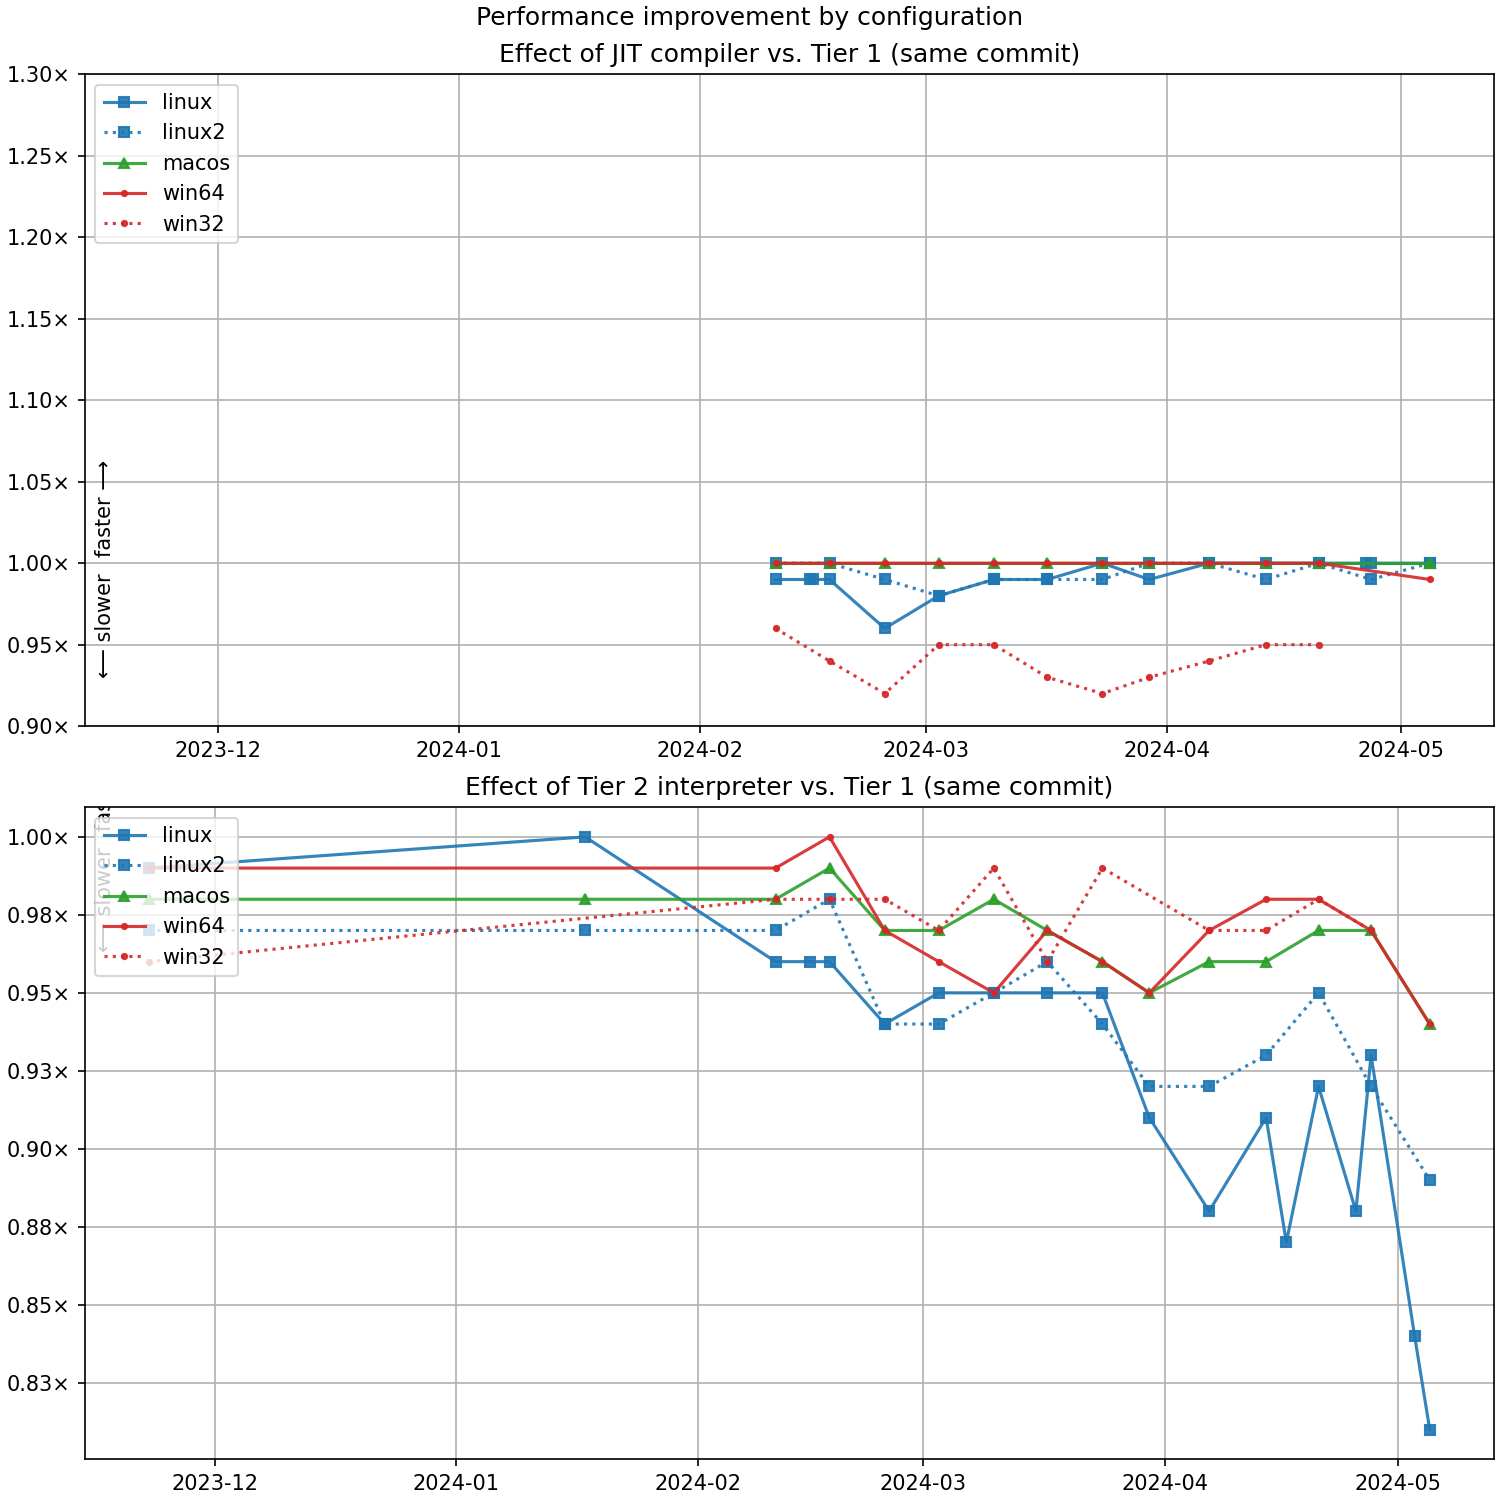 Performance improvement by configuration
Effect of JIT compiler vs. Tier 1 (same commit)
1.30×
1.25×
1.20×
1.15×
1.10×
1.05×
1.00×
0.95×
0.90×
linux
linux2
macos
win64
win32
← slower faster →
2023-12 2024-01 2024-02 2024-03 2024-04 2024-05
Effect of Tier 2 interpreter vs. Tier 1 (same commit)
1.00×
0.98×
0.95×
0.93×
0.90×
0.88×
0.85×
0.83×
linux
linux2
macos
win64
win32
← slower
2023-12 2024-01 2024-02 2024-03 2024-04 2024-05